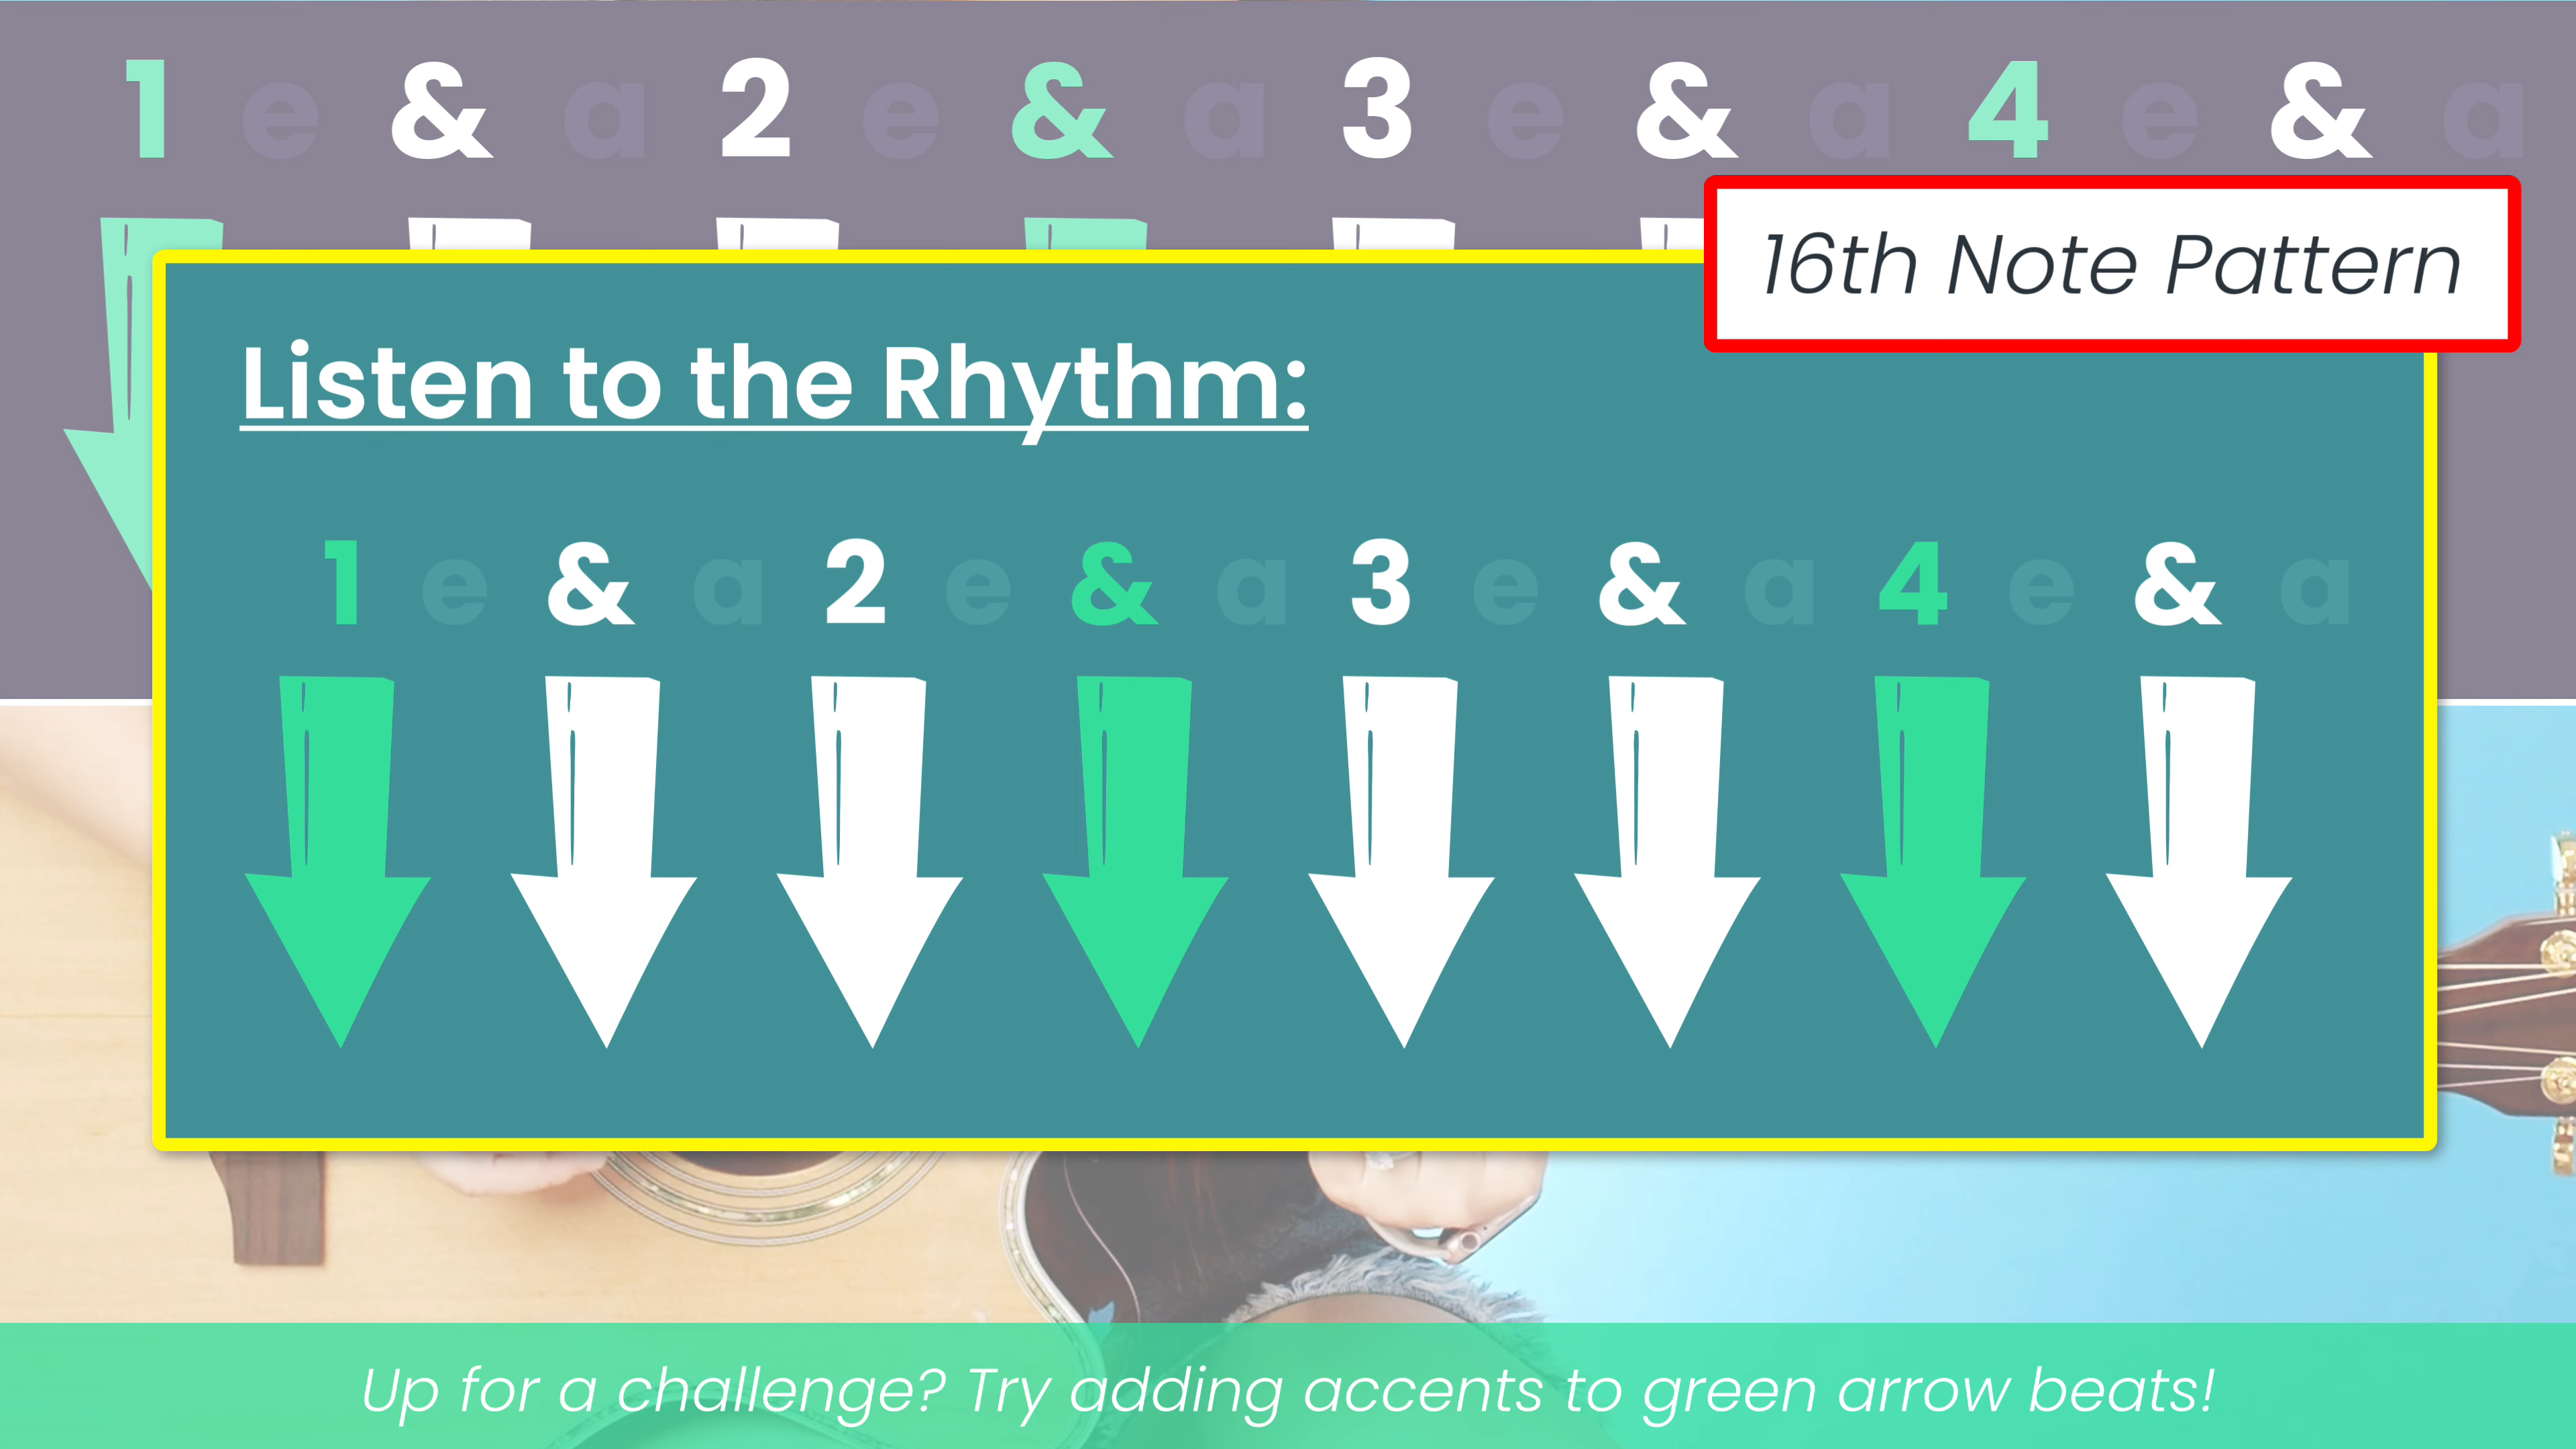 1 e & a 2 e & a 3 e & a 4 e & a
16th Note Pattern
Listen to the Rhythm:
1 e & a 2 e & a 3 e & a 4 e & a
Up for a challenge? Try adding accents to green arrow beats!